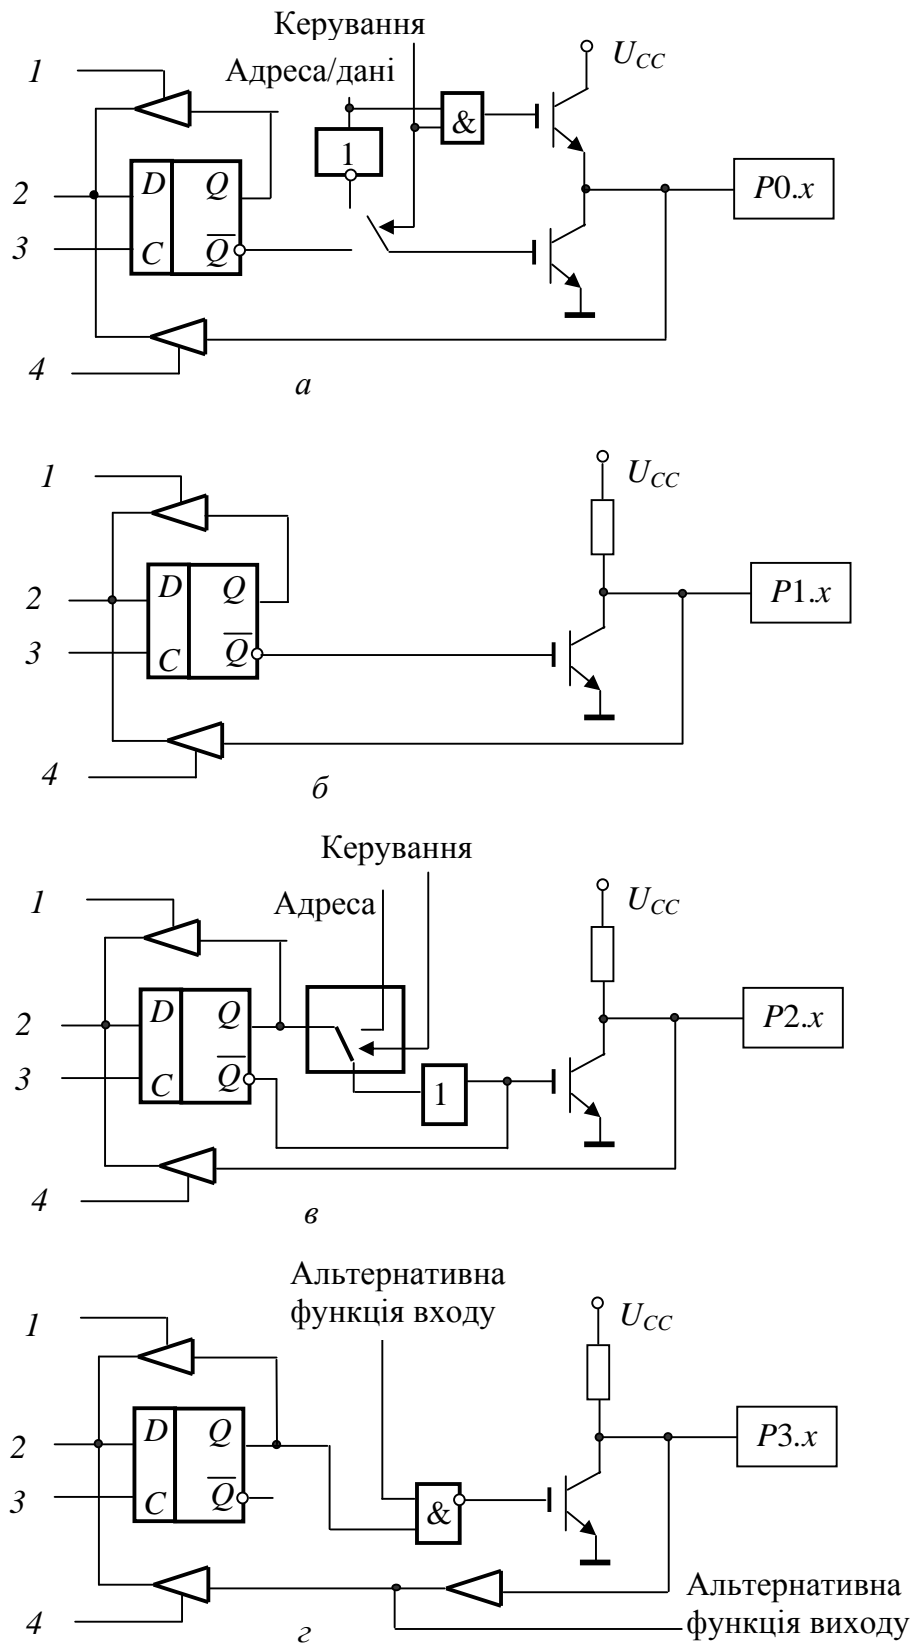 Керування
1
Адреса/дані
U_CC
&
1
2
D
Q
P0.x
3
C
Q̅
4
а
1
U_CC
2
D
Q
P1.x
3
C
Q̅
4
б
Керування
1
Адреса
U_CC
2
D
Q
P2.x
3
C
Q̅
1
4
в
Альтернативна
функція входу
1
U_CC
2
D
Q
P3.x
3
C
Q̅
&
4
г
Альтернативна
функція виходу